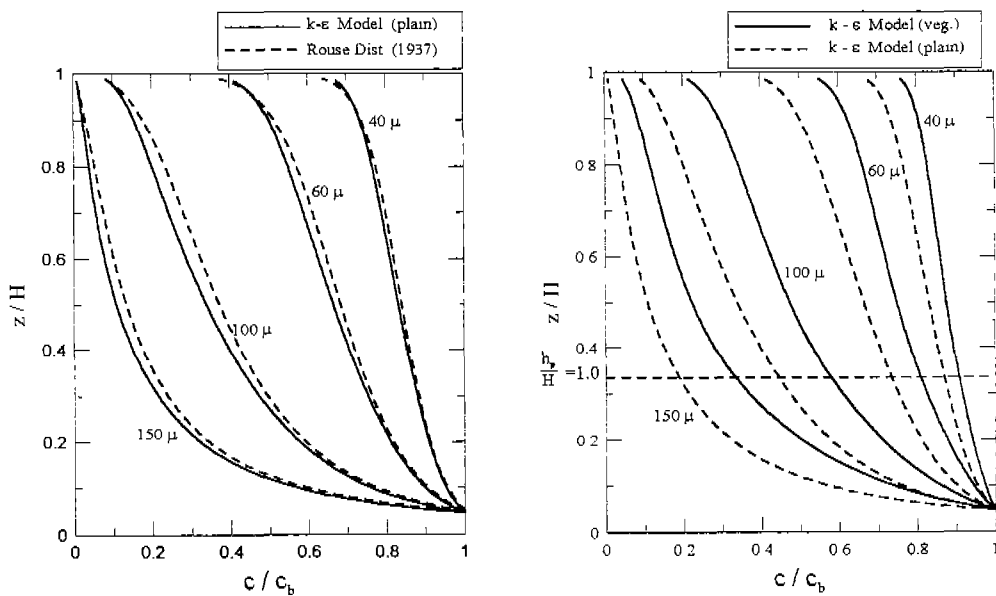 k-ε Model (plain)
Rouse Dist (1937)
1
0.8
0.6
0.4
0.2
0
z / H
40 μ
60 μ
100 μ
150 μ
0 0.2 0.4 0.6 0.8 1
c / c_b
k - ε Model (veg.)
k - ε Model (plain)
1
0.8
0.6
0.4
0.2
0
z / H
h_p
H =1.0
40 μ
60 μ
100 μ
150 μ
0 0 2 0 4 0.6 0.8 1
c / c_b